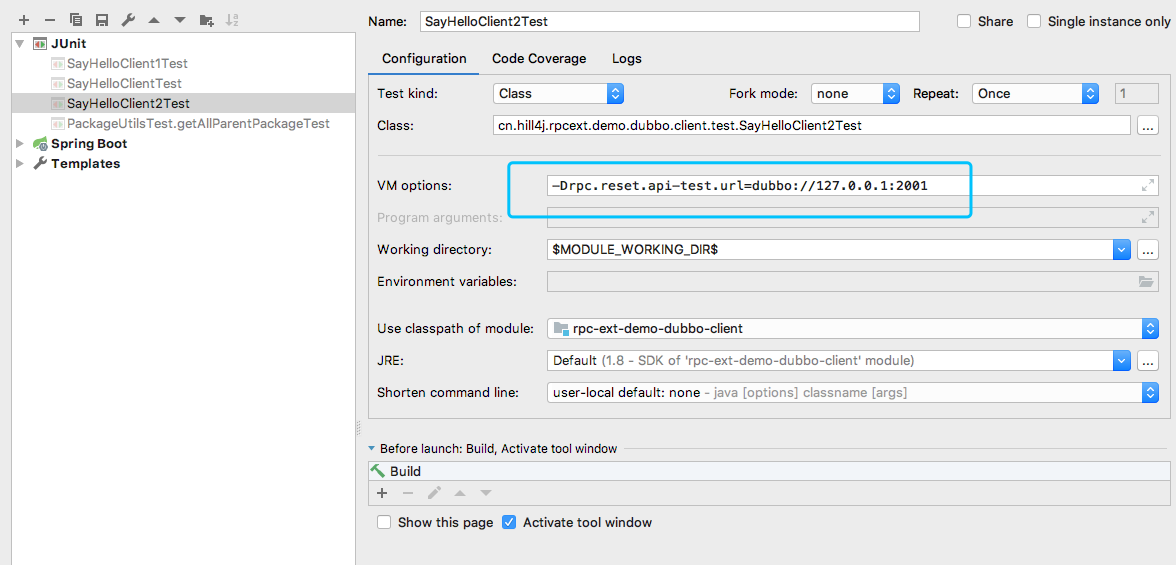 Name: SayHelloClient2Test Share Single instance only
JUnit
SayHelloClient1Test
SayHelloClientTest
SayHelloClient2Test
PackageUtilsTest.getAllParentPackageTest
Spring Boot
Templates
Configuration Code Coverage Logs
Test kind: Class Fork mode: none Repeat: Once 1
Class: cn.hill4j.rpcext.demo.dubbo.client.test.SayHelloClient2Test ...
VM options: -Drpc.reset.api-test.url=dubbo://127.0.0.1:2001
Program arguments:
Working directory: $MODULE_WORKING_DIR$ ...
Environment variables:
Use classpath of module: rpc-ext-demo-dubbo-client
JRE: Default (1.8 - SDK of 'rpc-ext-demo-dubbo-client' module) ...
Shorten command line: user-local default: none - java [options] classname [args]
Before launch: Build, Activate tool window
Build
Show this page Activate tool window